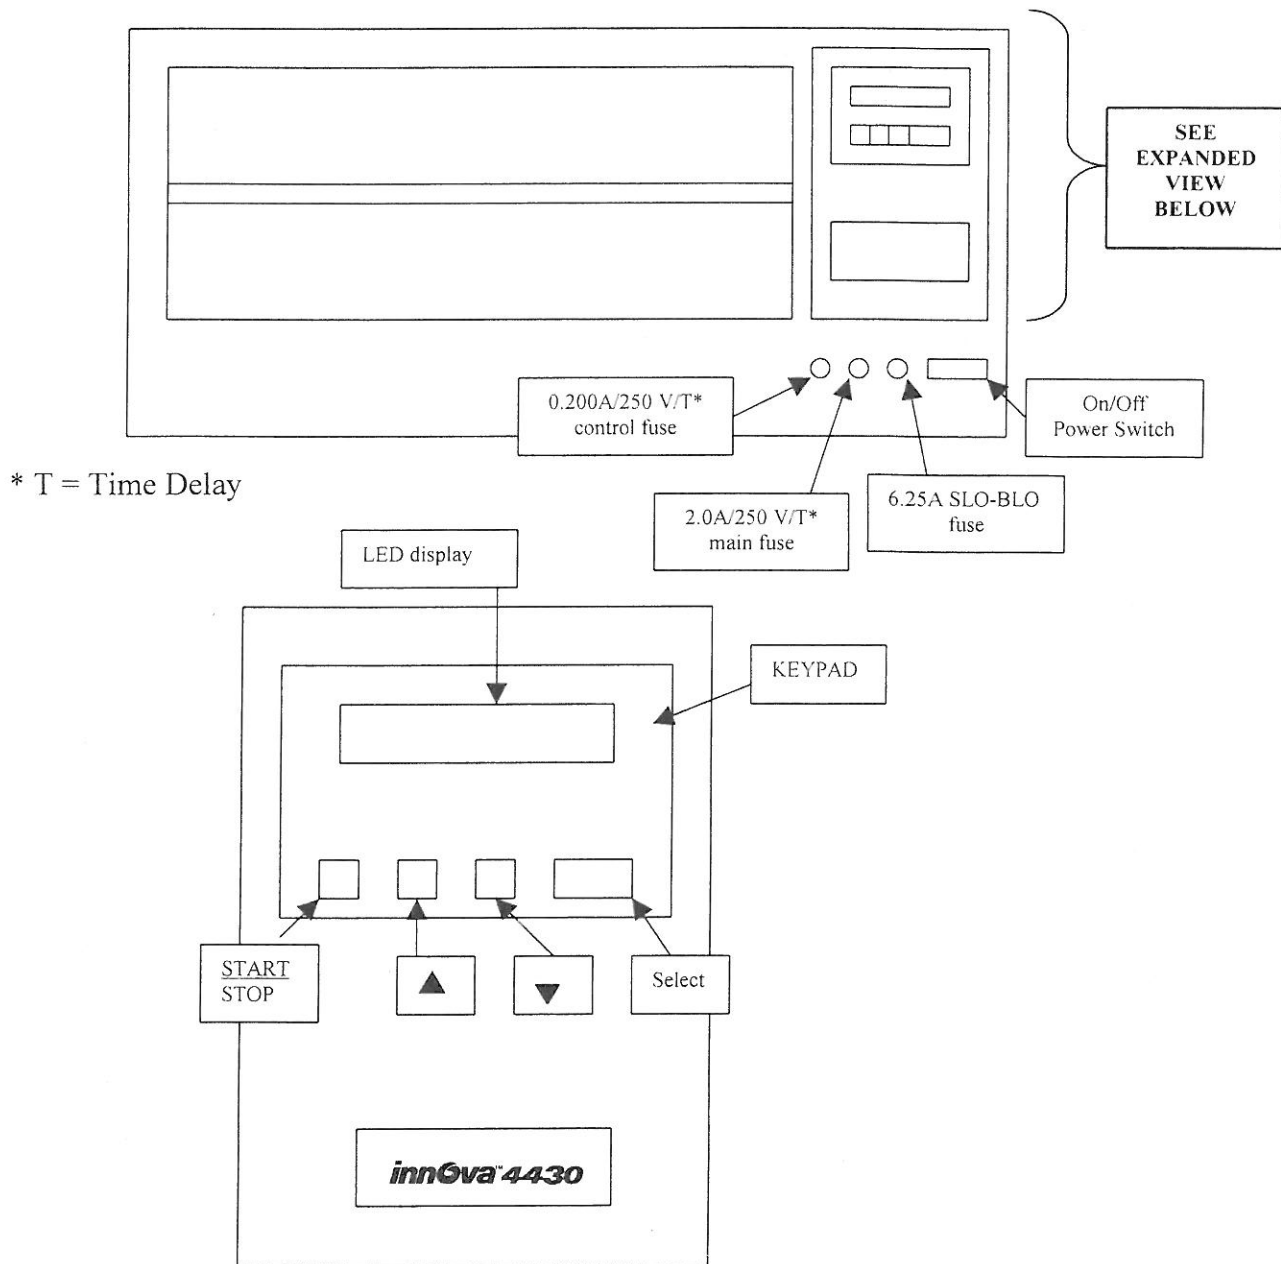 SEE
EXPANDED
VIEW
BELOW
0.200A/250 V/T*
control fuse
On/Off
Power Switch
* T = Time Delay
2.0A/250 V/T*
main fuse
6.25A SLO-BLO
fuse
LED display
KEYPAD
START
STOP
▲
▼
Select
innova™ 4430